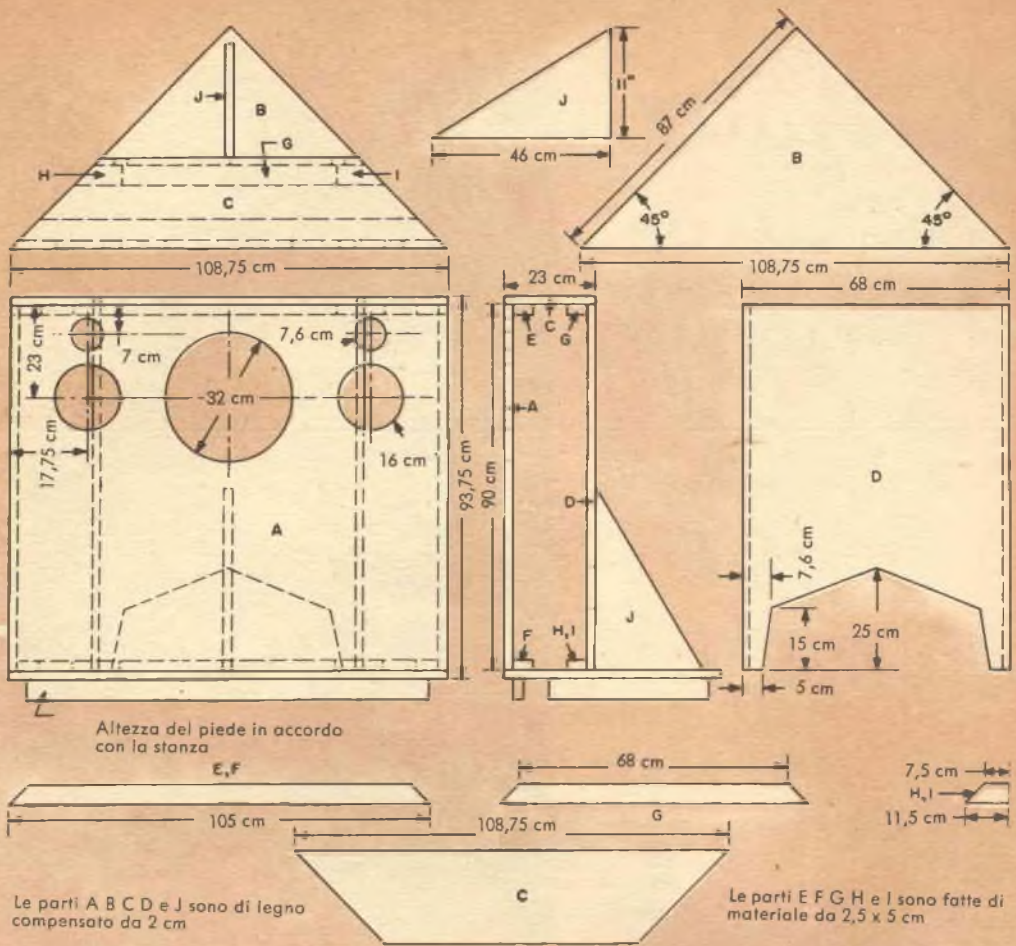 J
B
G
H
I
C
108,75 cm
J
11"
46 cm
87 cm
B
45°
45°
108,75 cm
23 cm
7 cm
7,6 cm
32 cm
17,75 cm
16 cm
A
93,75 cm
90 cm
23 cm
E
C
G
A
D
J
F
H, I
68 cm
D
7,6 cm
15 cm
25 cm
5 cm
Altezza del piede in accordo
con la stanza
E,F
105 cm
68 cm
G
7,5 cm
H, I
11,5 cm
108,75 cm
C
Le parti A B C D e J sono di legno
compensato da 2 cm
Le parti E F G H e I sono fatte di
materiale da 2,5 x 5 cm